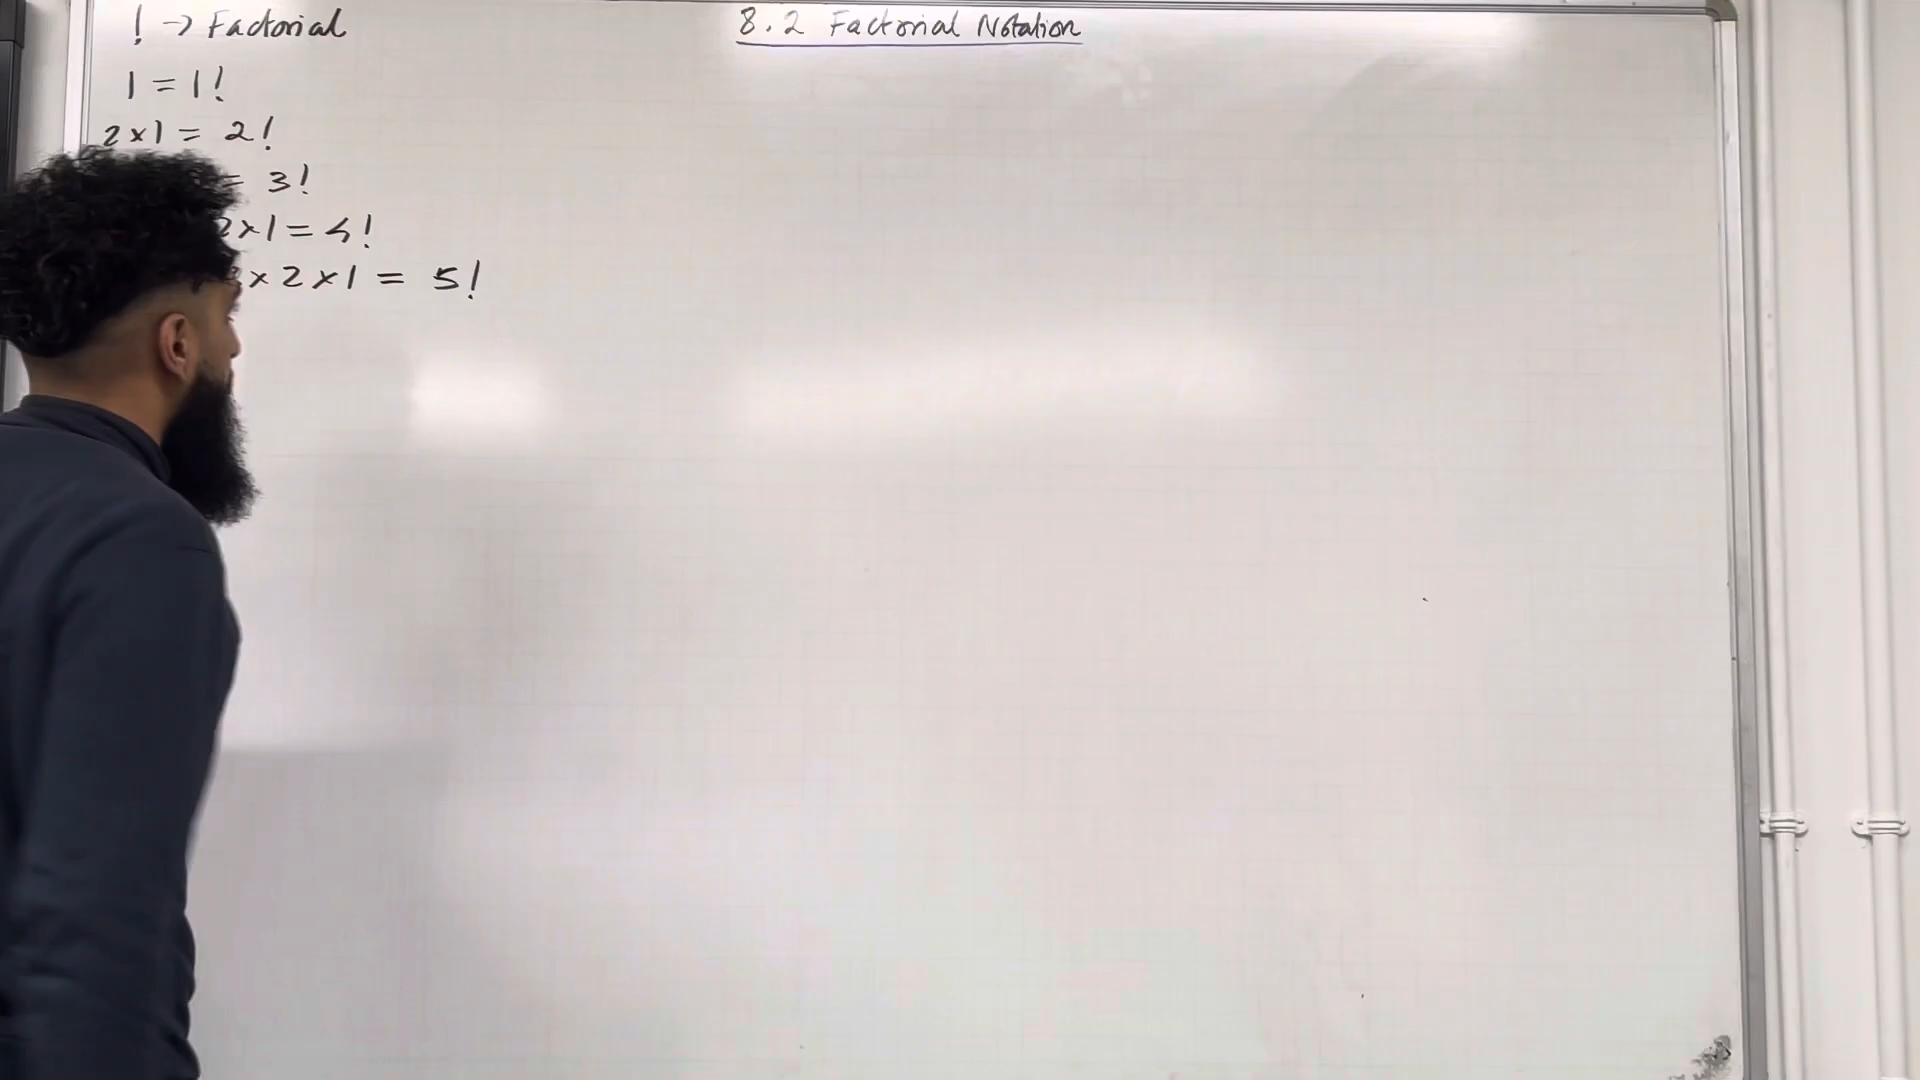 8.2 Factorial Notation
! → Factorial
1 = 1!
2×1 = 2!
= 3!
2×1 = 4!
× 2 × 1 = 5!